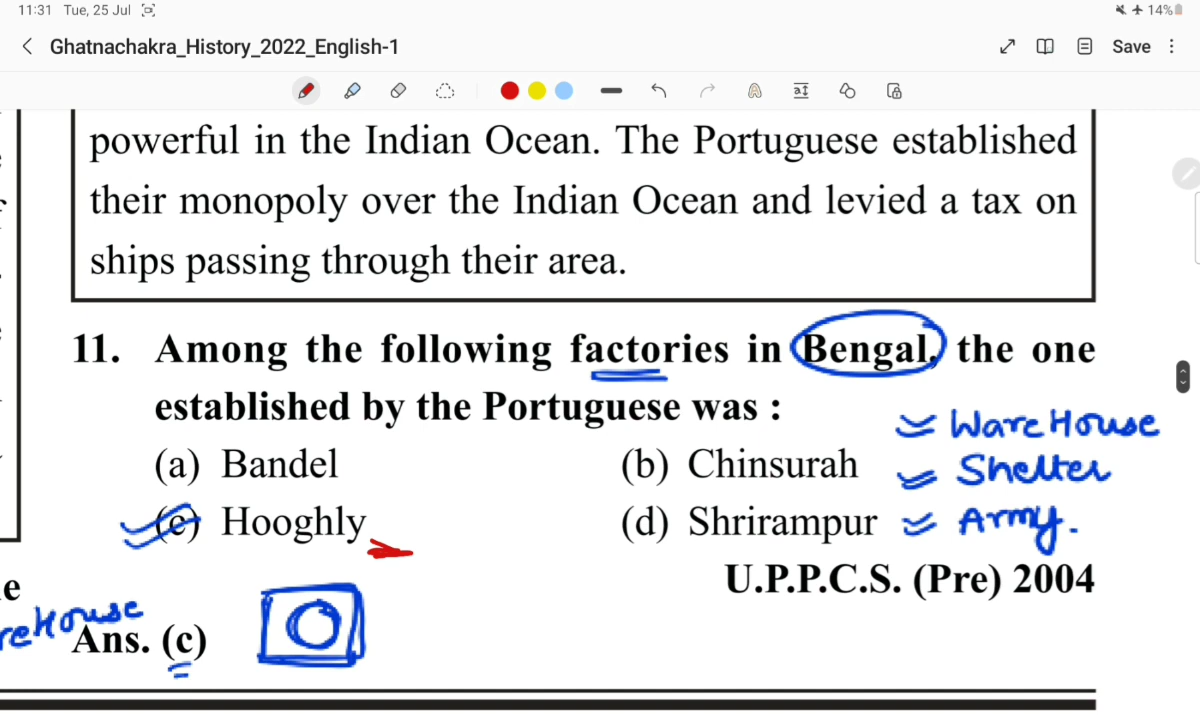 11:31 Tue, 25 Jul 14%
Ghatnachakra_History_2022_English-1 Save
powerful in the Indian Ocean. The Portuguese established
their monopoly over the Indian Ocean and levied a tax on
ships passing through their area.
11. Among the following factories in Bengal, the one
established by the Portuguese was :
WareHouse
(a) Bandel (b) Chinsurah
Shelter
(c) Hooghly (d) Shrirampur
Army.
U.P.P.C.S. (Pre) 2004
reHouse
Ans. (c)